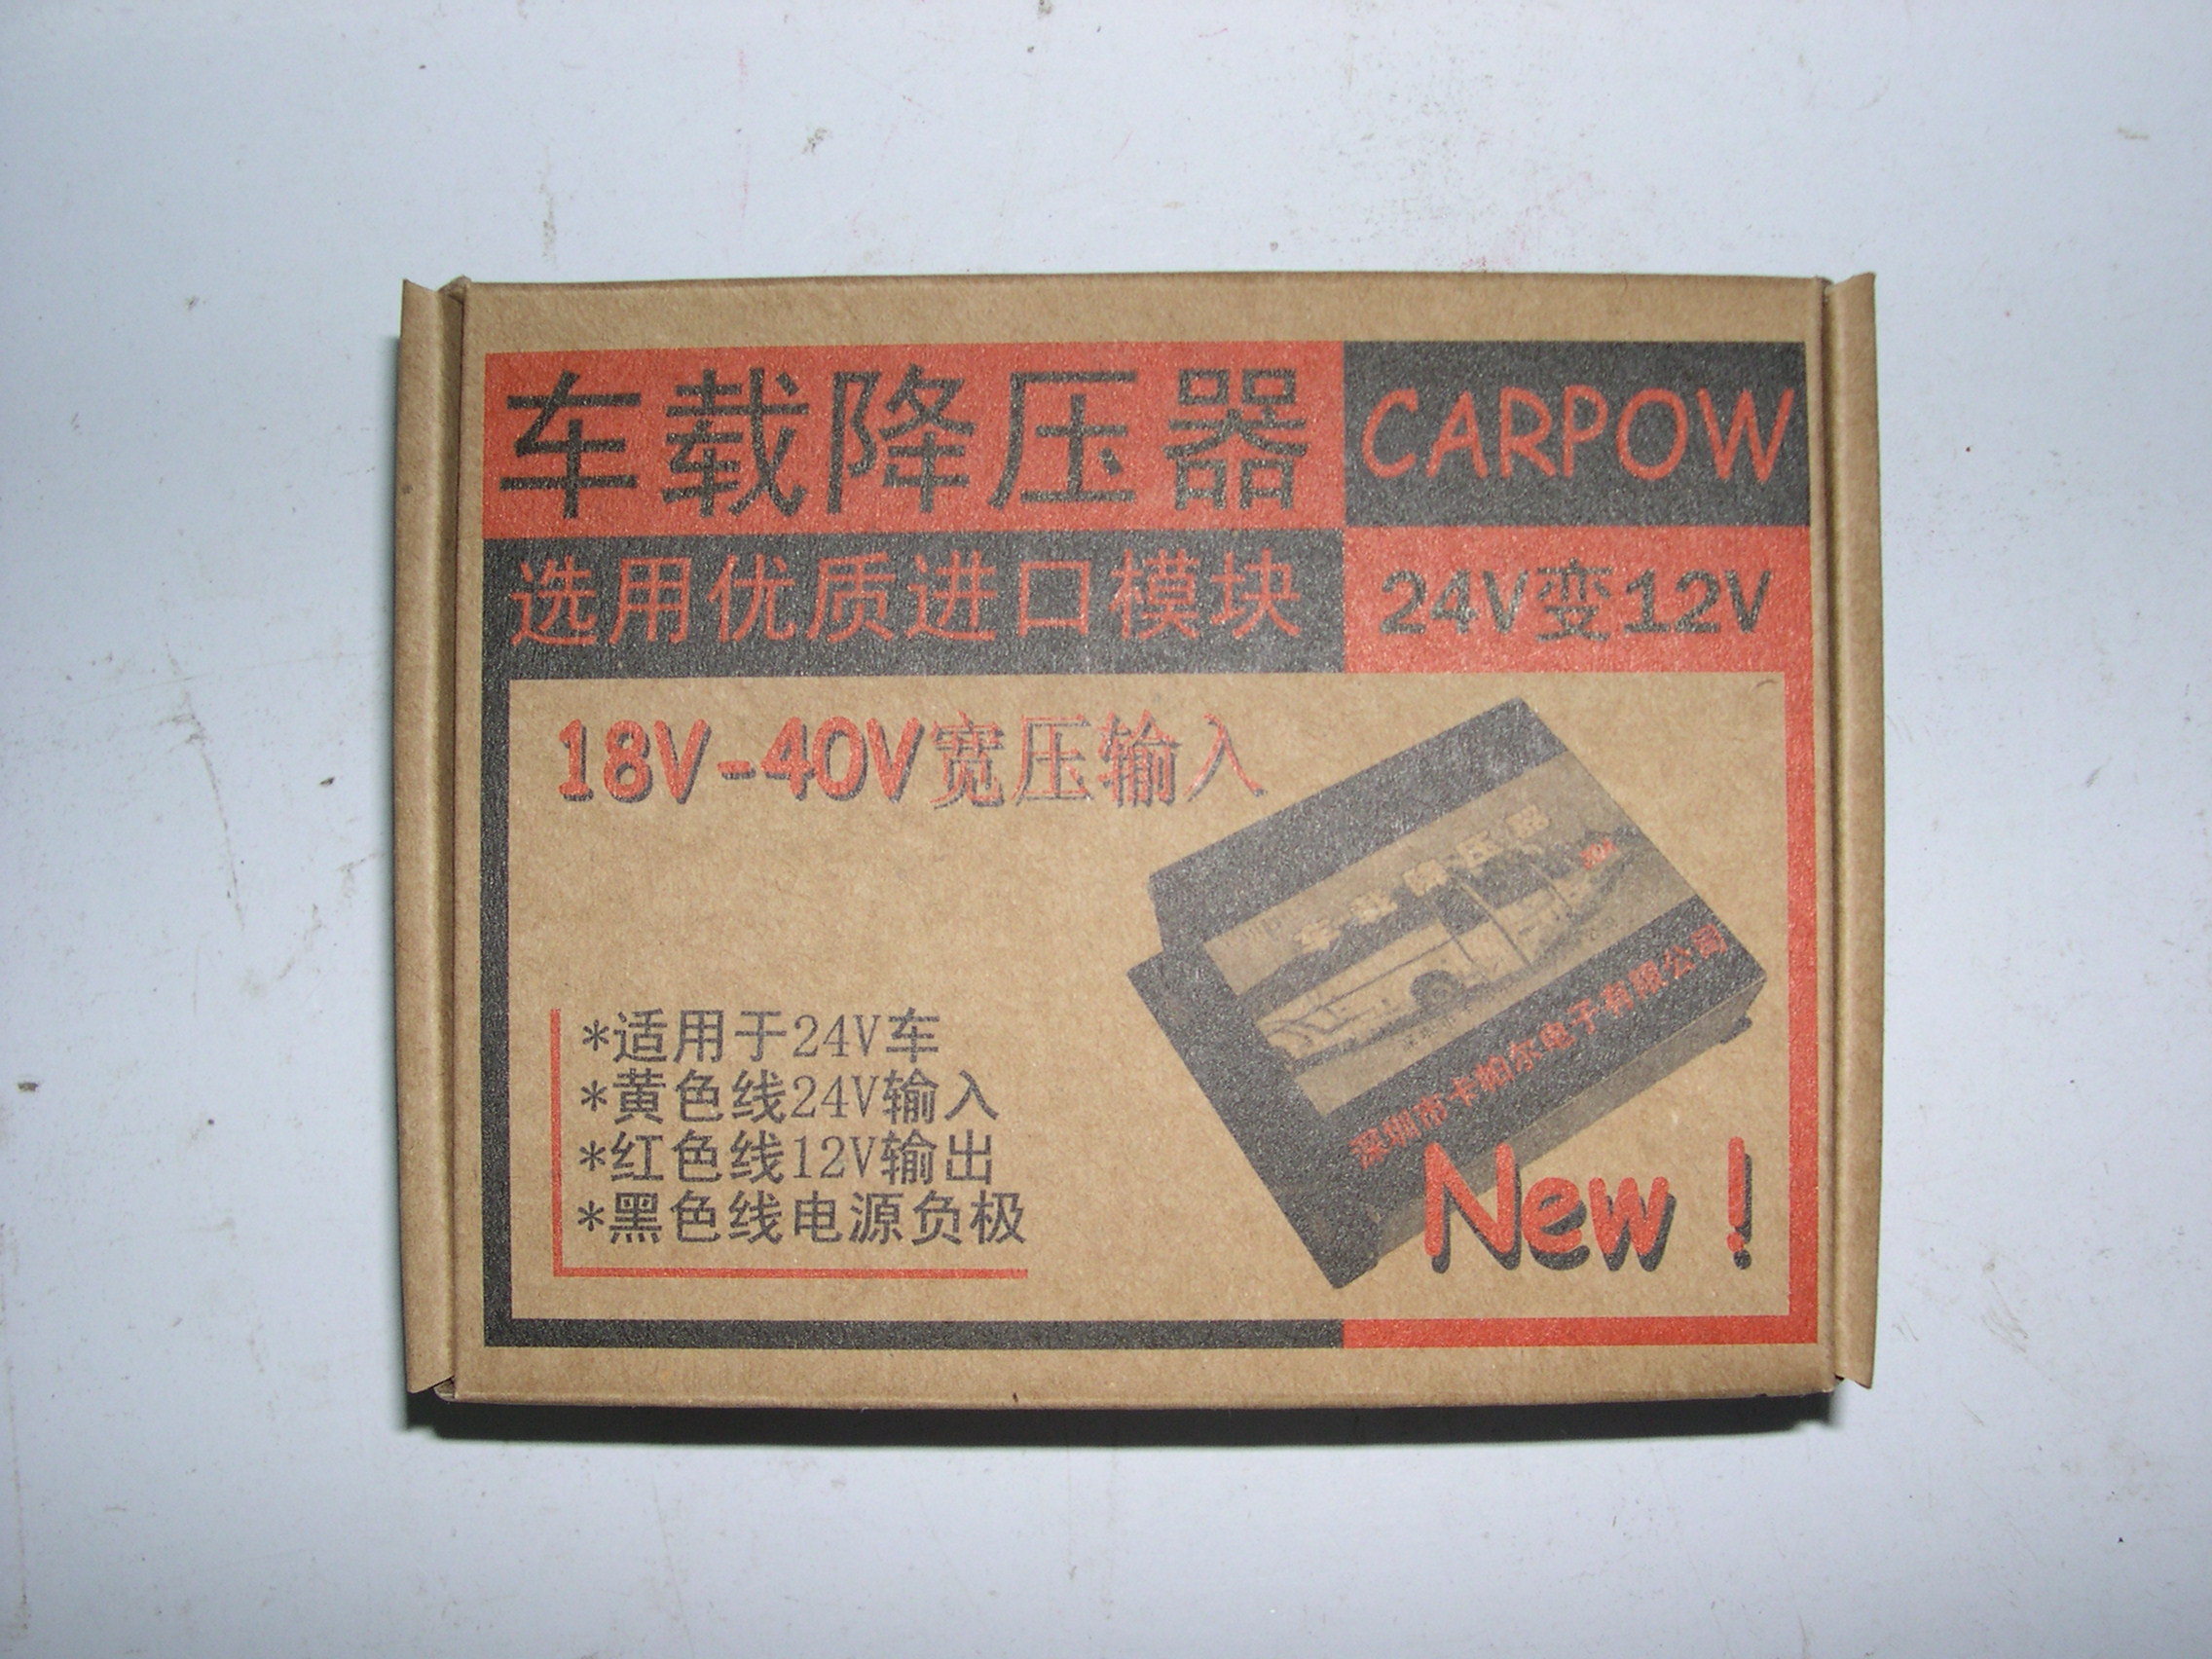 车载降压器
CARPOW
选用优质进口模块
24V变12V
18V-40V宽压输入
车载降压器
深圳市卡帕尔电子有限公司
*适用于24V车
*黄色线24V输入
*红色线12V输出
*黑色线电源负极
New !